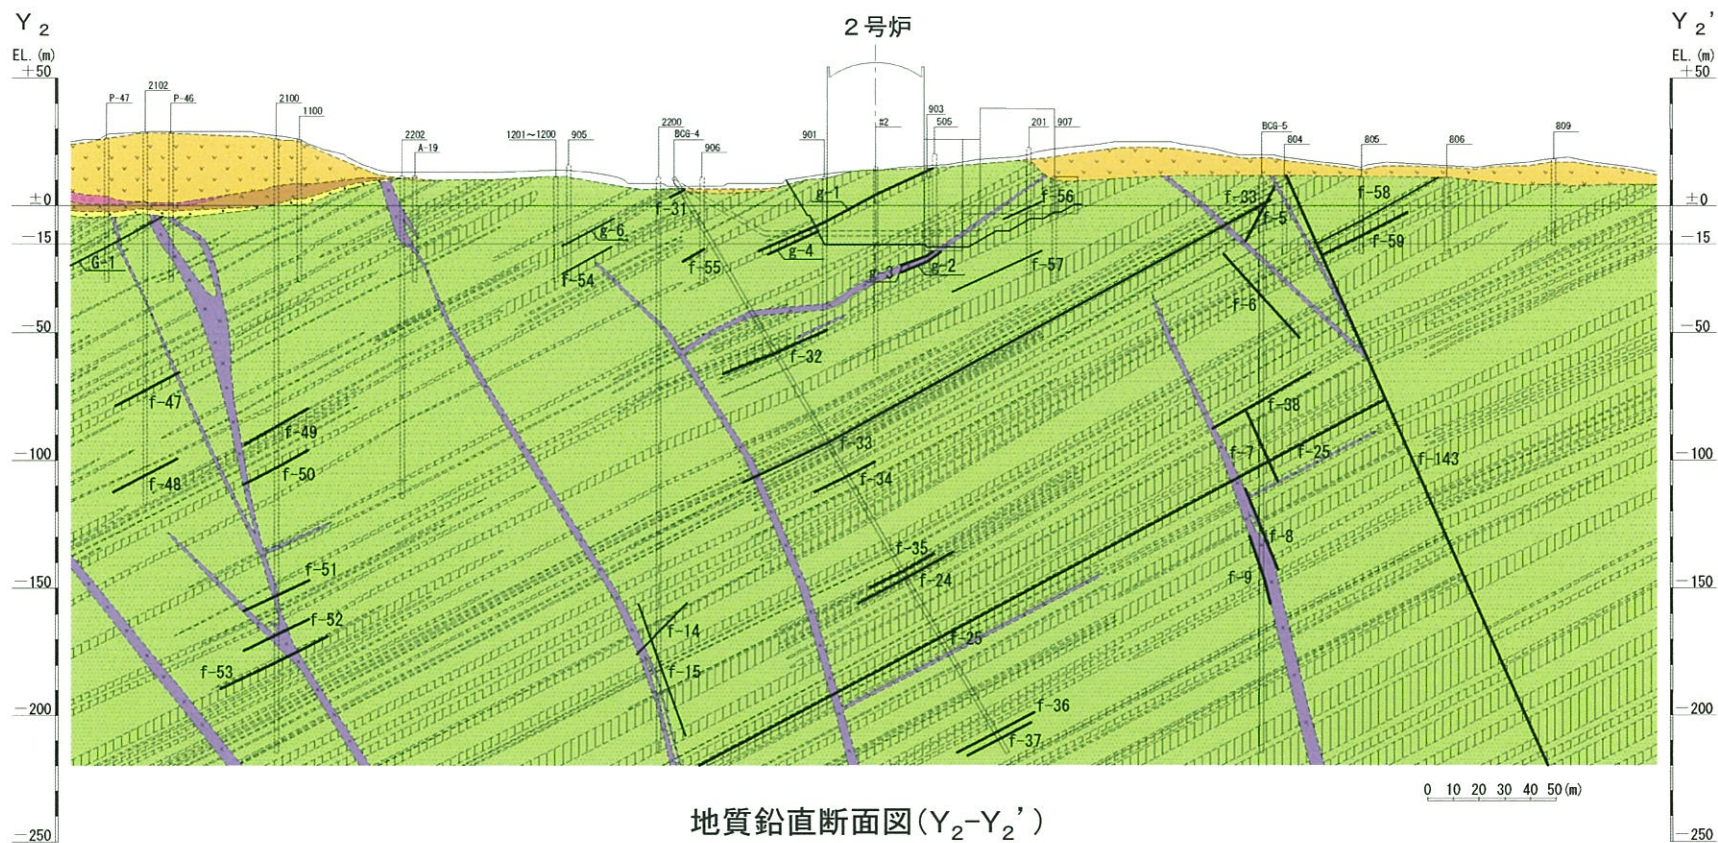 Y₂
2号炉
Y₂'
EL.(m)
EL.(m)
+50
+50
2102
P-47
P-46
2100
1100
2202
A-19
1201～1200
905
2200
BCG-4
906
901
#2
903
505
201
907
BCG-5
804
805
806
809
±0
±0
-15
-15
-50
-50
-100
-100
-150
-150
-200
-200
-250
-250
G-1
g-6
f-31
f-54
f-55
g-1
g-4
g-3
g-2
f-56
f-57
f-33
f-5
f-58
f-59
f-6
f-32
f-47
f-49
f-48
f-50
f-33
f-34
f-38
f-7
f-25
f-143
f-8
f-9
f-35
f-24
f-51
f-52
f-53
f-14
f-15
f-25
f-36
f-37
0 10 20 30 40 50(m)
地質鉛直断面図(Y₂-Y₂')